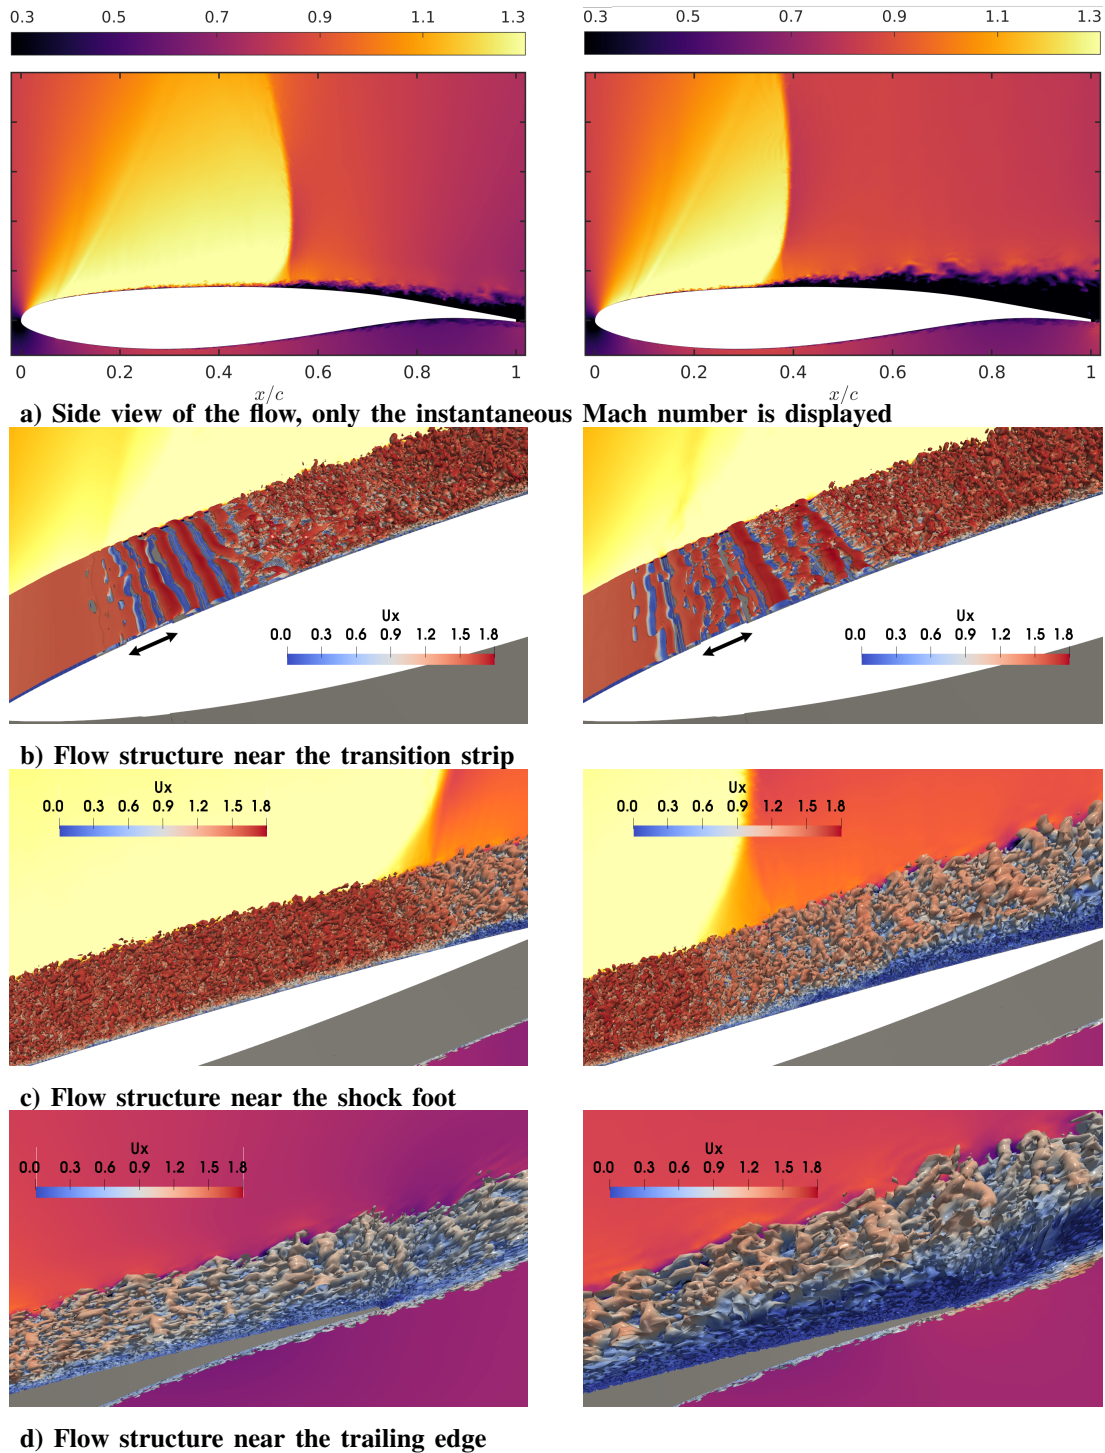 0.3 0.5 0.7 0.9 1.1 1.3
0.3 0.5 0.7 0.9 1.1 1.3
0 0.2 0.4 0.6 0.8 1
x/c
0 0.2 0.4 0.6 0.8 1
x/c
a) Side view of the flow, only the instantaneous Mach number is displayed
Ux
0.0 0.3 0.6 0.9 1.2 1.5 1.8
Ux
0.0 0.3 0.6 0.9 1.2 1.5 1.8
b) Flow structure near the transition strip
Ux
0.0 0.3 0.6 0.9 1.2 1.5 1.8
Ux
0.0 0.3 0.6 0.9 1.2 1.5 1.8
c) Flow structure near the shock foot
Ux
0.0 0.3 0.6 0.9 1.2 1.5 1.8
Ux
0.0 0.3 0.6 0.9 1.2 1.5 1.8
d) Flow structure near the trailing edge